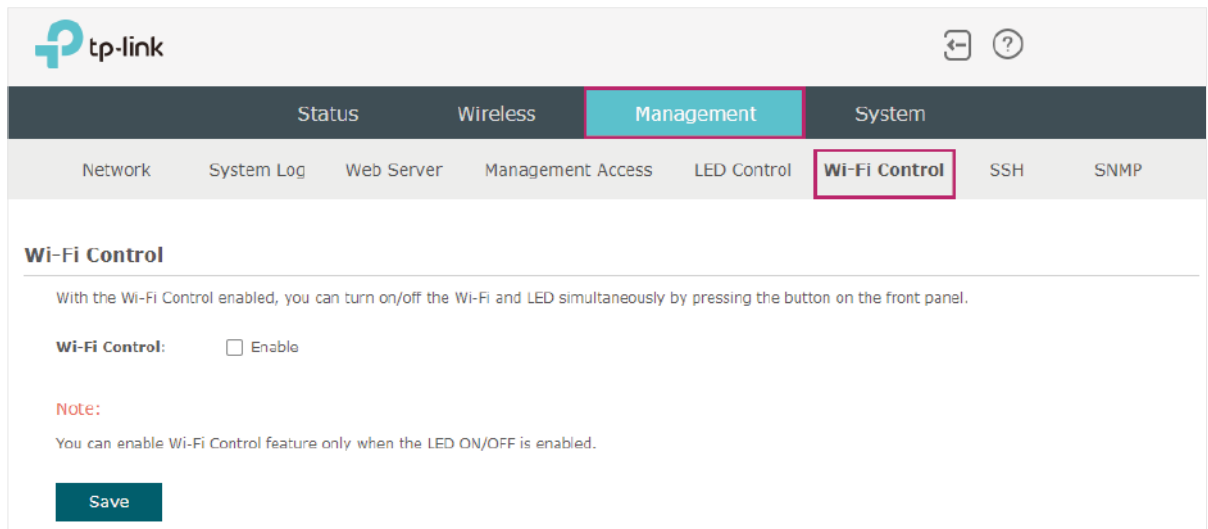 tp-link
Status Wireless Management System
Network System Log Web Server Management Access LED Control Wi-Fi Control SSH SNMP
Wi-Fi Control
With the Wi-Fi Control enabled, you can turn on/off the Wi-Fi and LED simultaneously by pressing the button on the front panel.
Wi-Fi Control: Enable
Note:
You can enable Wi-Fi Control feature only when the LED ON/OFF is enabled.
Save